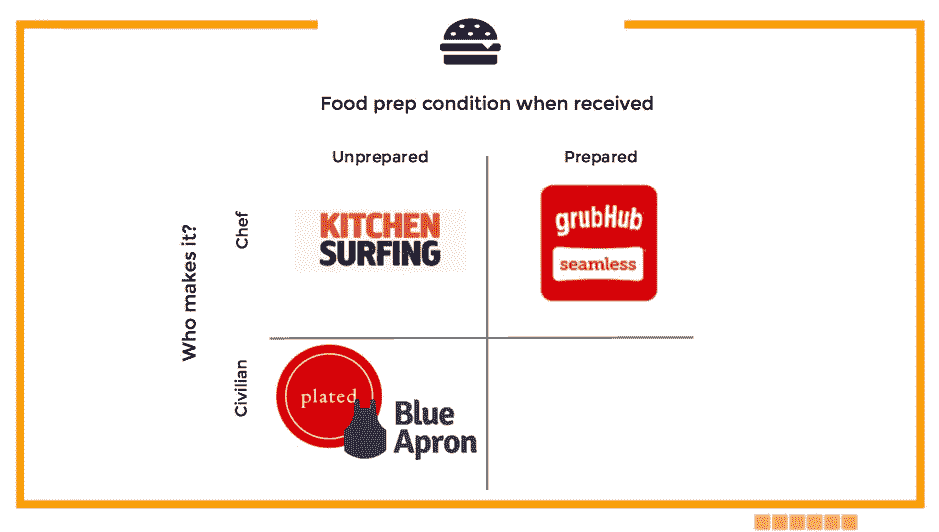 Food prep condition when received
Unprepared
Prepared
Who makes it?
Chef
KITCHEN
SURFING
grubHub
seamless
Civilian
plated
Blue
Apron